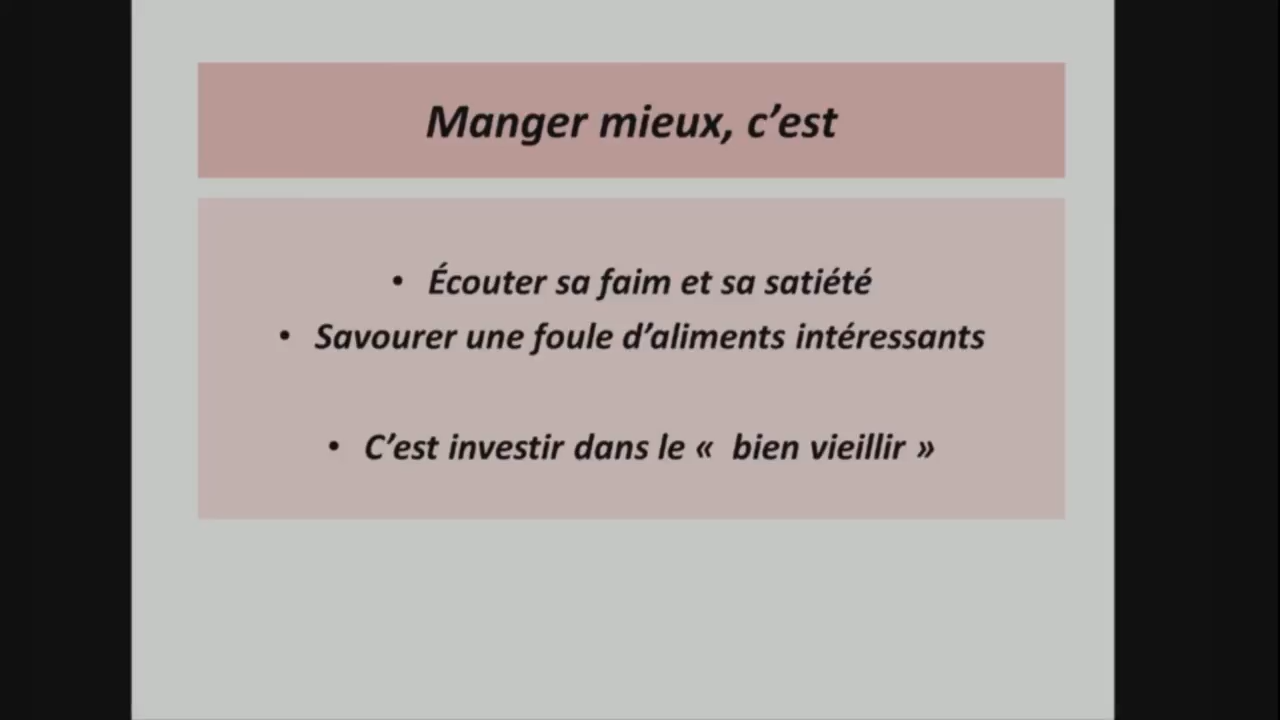 Manger mieux, c’est
• Écouter sa faim et sa satiété
• Savourer une foule d’aliments intéressants
• C’est investir dans le «  bien vieillir »